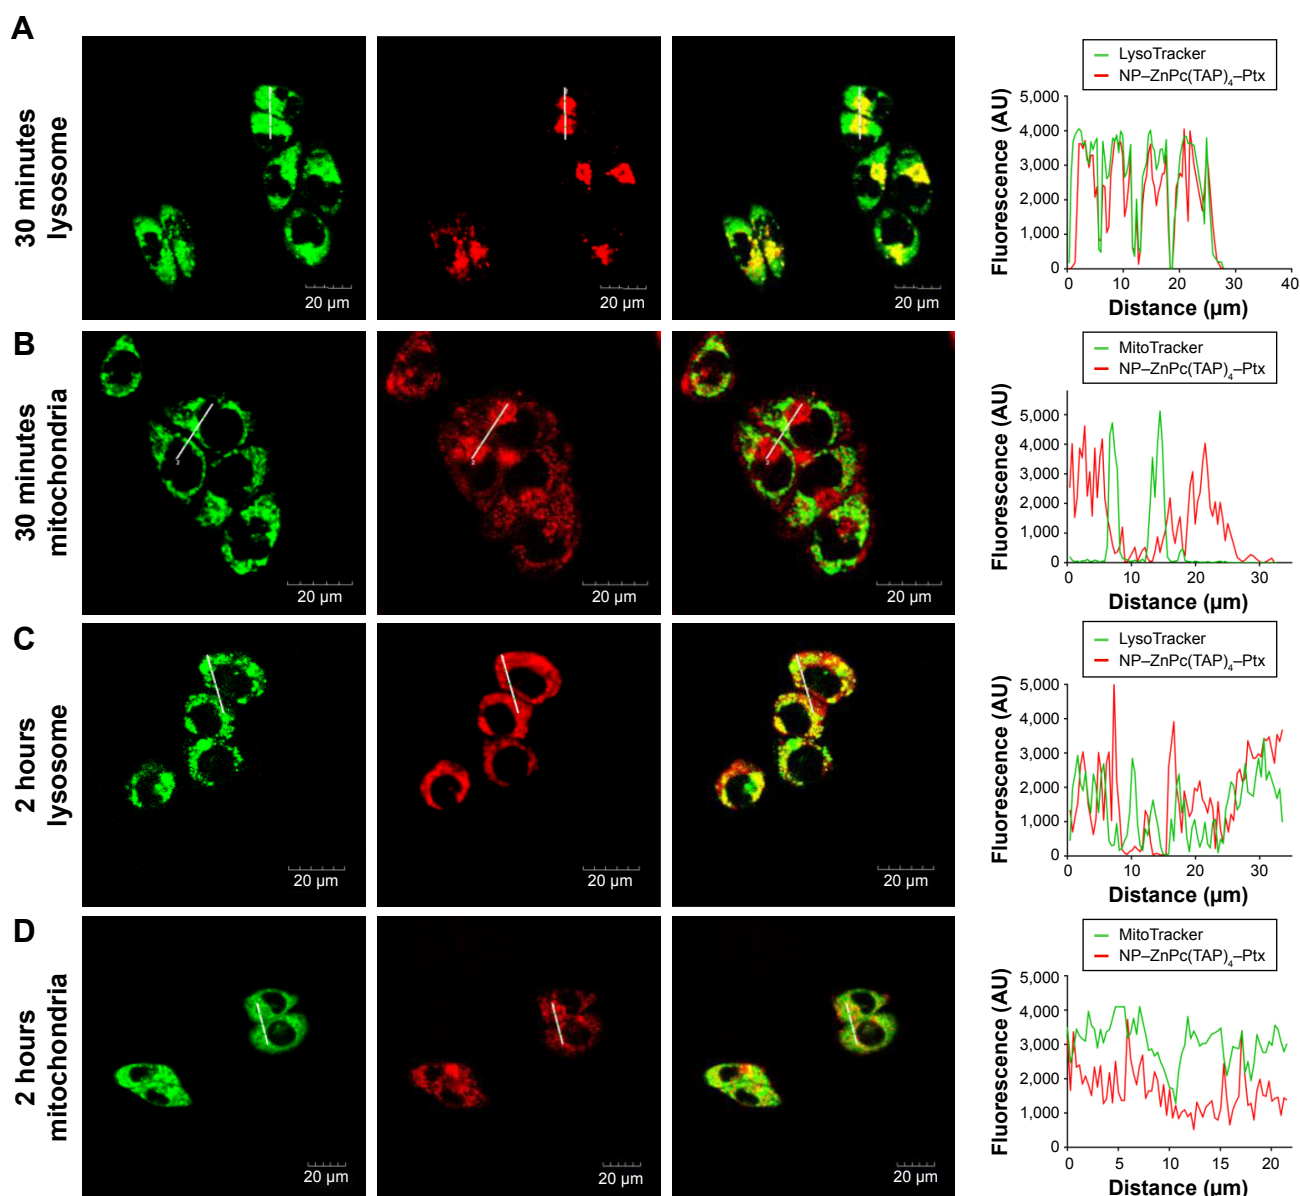 A
30 minutes
lysosome
20 µm
20 µm
20 µm
LysoTracker
NP–ZnPc(TAP)₄–Ptx
Fluorescence (AU)
5,000
4,000
3,000
2,000
1,000
0
0 10 20 30 40
Distance (µm)
B
30 minutes
mitochondria
20 µm
20 µm
20 µm
MitoTracker
NP–ZnPc(TAP)₄–Ptx
Fluorescence (AU)
5,000
4,000
3,000
2,000
1,000
0
0 10 20 30
Distance (µm)
C
2 hours
lysosome
20 µm
20 µm
20 µm
LysoTracker
NP–ZnPc(TAP)₄–Ptx
Fluorescence (AU)
5,000
4,000
3,000
2,000
1,000
0
0 10 20 30
Distance (µm)
D
2 hours
mitochondria
20 µm
20 µm
20 µm
MitoTracker
NP–ZnPc(TAP)₄–Ptx
Fluorescence (AU)
5,000
4,000
3,000
2,000
1,000
0
0 5 10 15 20
Distance (µm)